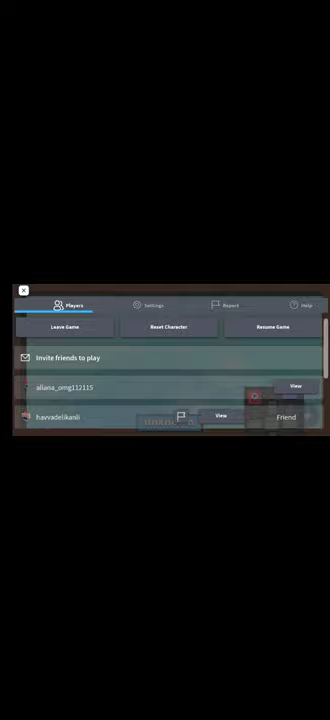 Players Settings Report Help
Leave Game Reset Character Resume Game
Invite friends to play
aliana_omg112115 View
havvadelikanli View Friend